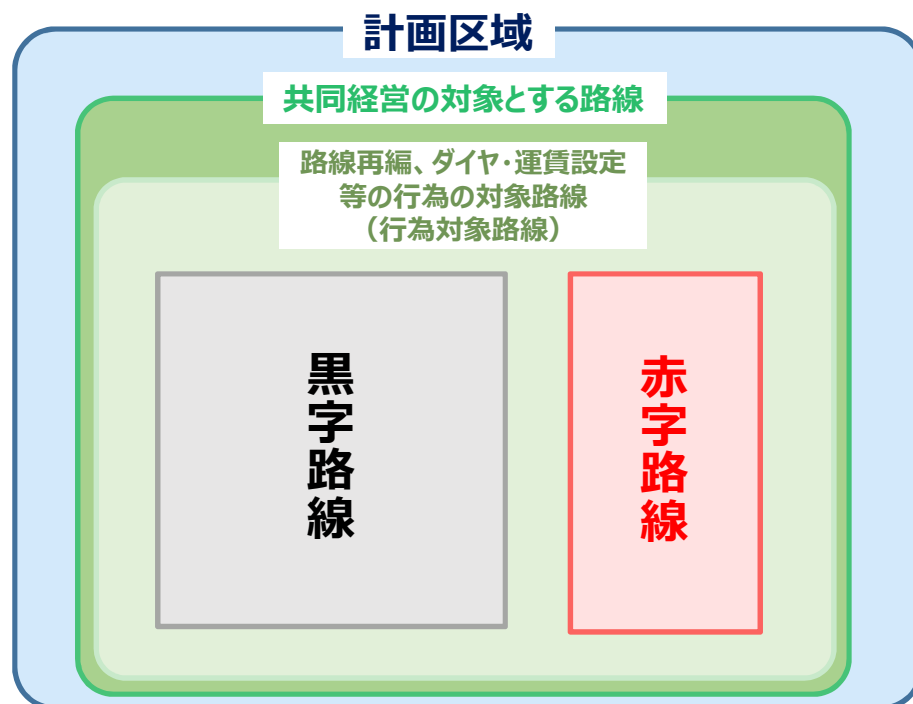 計画区域
共同経営の対象とする路線
路線再編、ダイヤ・運賃設定
等の行為の対象路線
（行為対象路線）
黒字路線
赤字路線